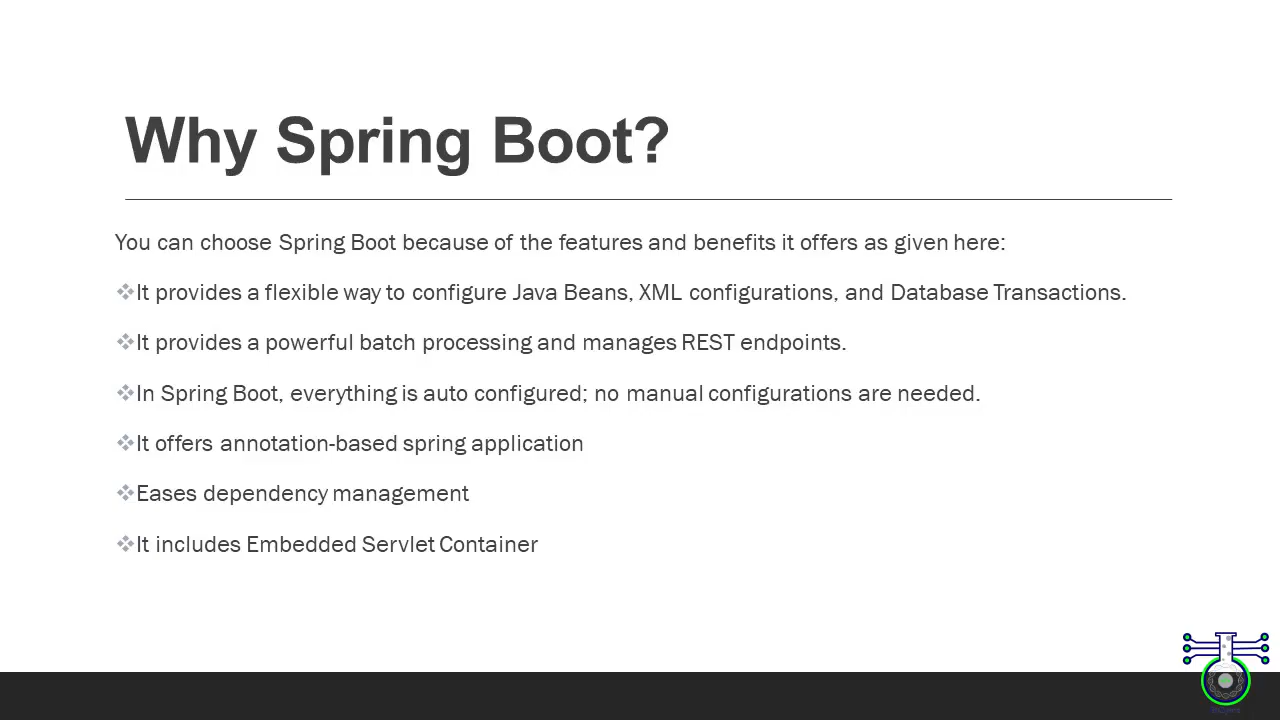 Why Spring Boot?
You can choose Spring Boot because of the features and benefits it offers as given here:
❖It provides a flexible way to configure Java Beans, XML configurations, and Database Transactions.
❖It provides a powerful batch processing and manages REST endpoints.
❖In Spring Boot, everything is auto configured; no manual configurations are needed.
❖It offers annotation-based spring application
❖Eases dependency management
❖It includes Embedded Servlet Container